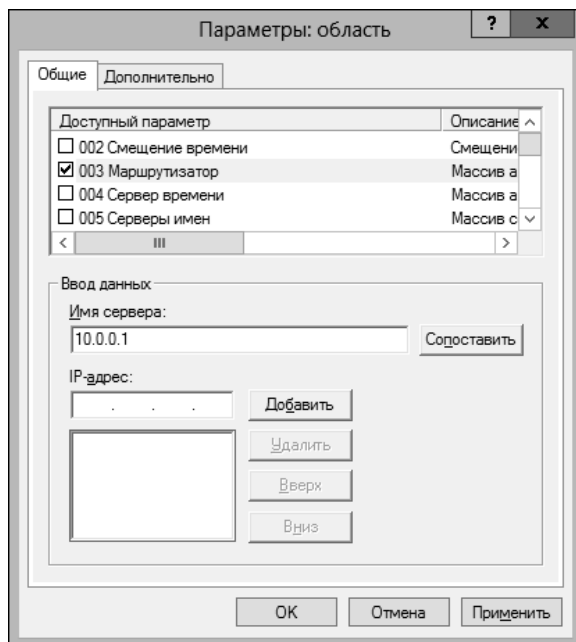 Параметры: область
? x
Общие Дополнительно
Доступный параметр Описание
002 Смещение времени Смещени
003 Маршрутизатор Массив а
004 Сервер времени Массив а
005 Серверы имен Массив с
Ввод данных
Имя сервера:
10.0.0.1 Сопоставить
IP-адрес:
. . . Добавить
Удалить
Вверх
Вниз
OK Отмена Применить